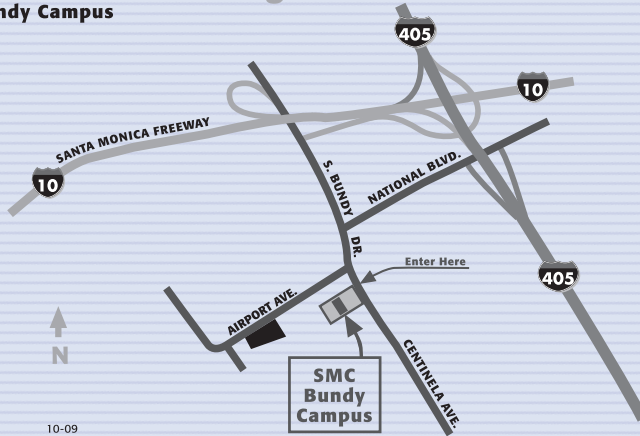 ndy Campus
405
10
SANTA MONICA FREEWAY
10
S. BUNDY
DR.
NATIONAL BLVD.
Enter Here
405
AIRPORT AVE.
N
SMC
Bundy
Campus
CENTINELA AVE.
10-09